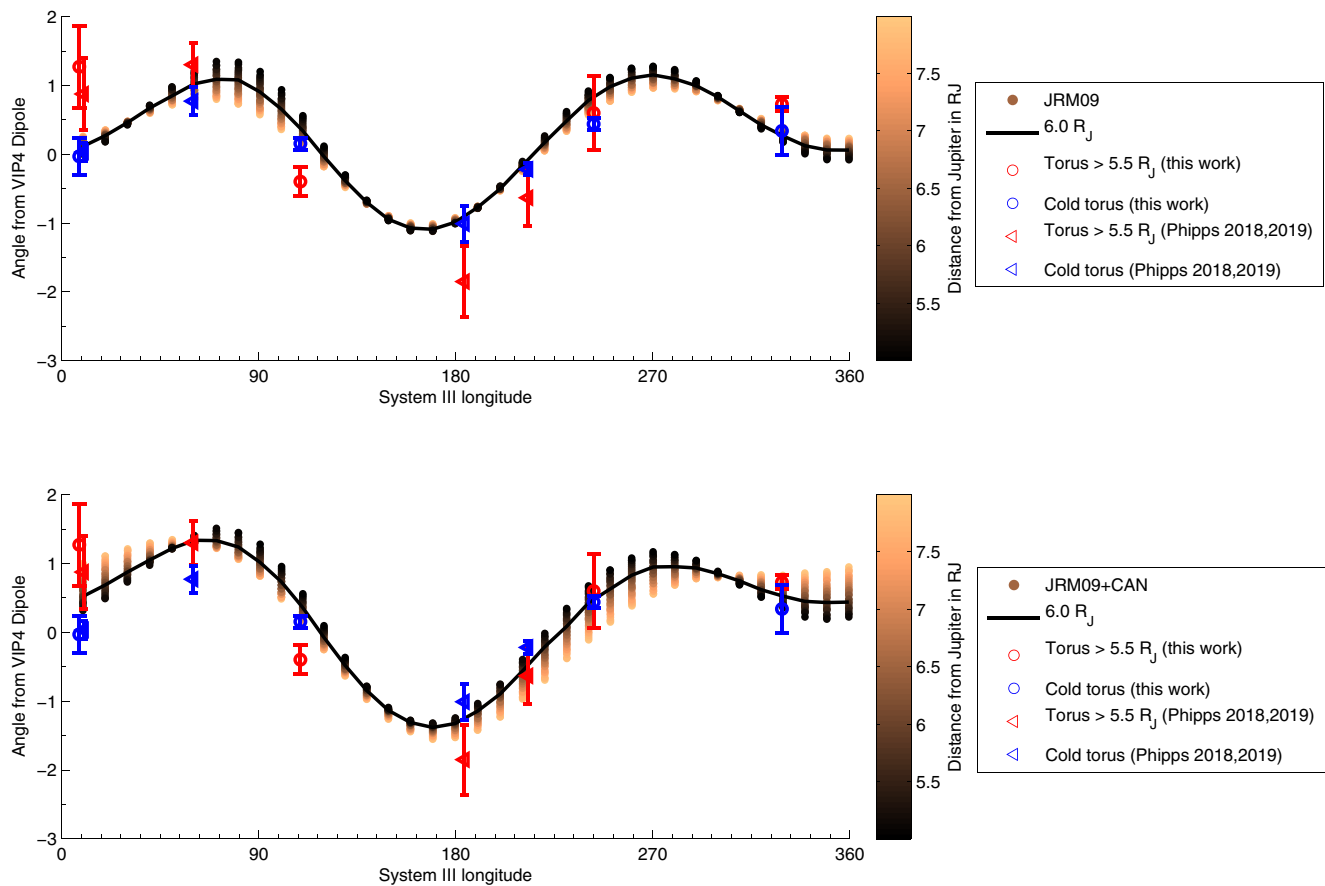 2
1
0
−1
−2
−3
Angle from VIP4 Dipole
0
90
180
270
360
System III longitude
7.5
7
6.5
6
5.5
Distance from Jupiter in RJ
JRM09
6.0 R_J
Torus > 5.5 R_J (this work)
Cold torus (this work)
Torus > 5.5 R_J (Phipps 2018,2019)
Cold torus (Phipps 2018,2019)
2
1
0
−1
−2
−3
Angle from VIP4 Dipole
0
90
180
270
360
System III longitude
7.5
7
6.5
6
5.5
Distance from Jupiter in RJ
JRM09+CAN
6.0 R_J
Torus > 5.5 R_J (this work)
Cold torus (this work)
Torus > 5.5 R_J (Phipps 2018,2019)
Cold torus (Phipps 2018,2019)